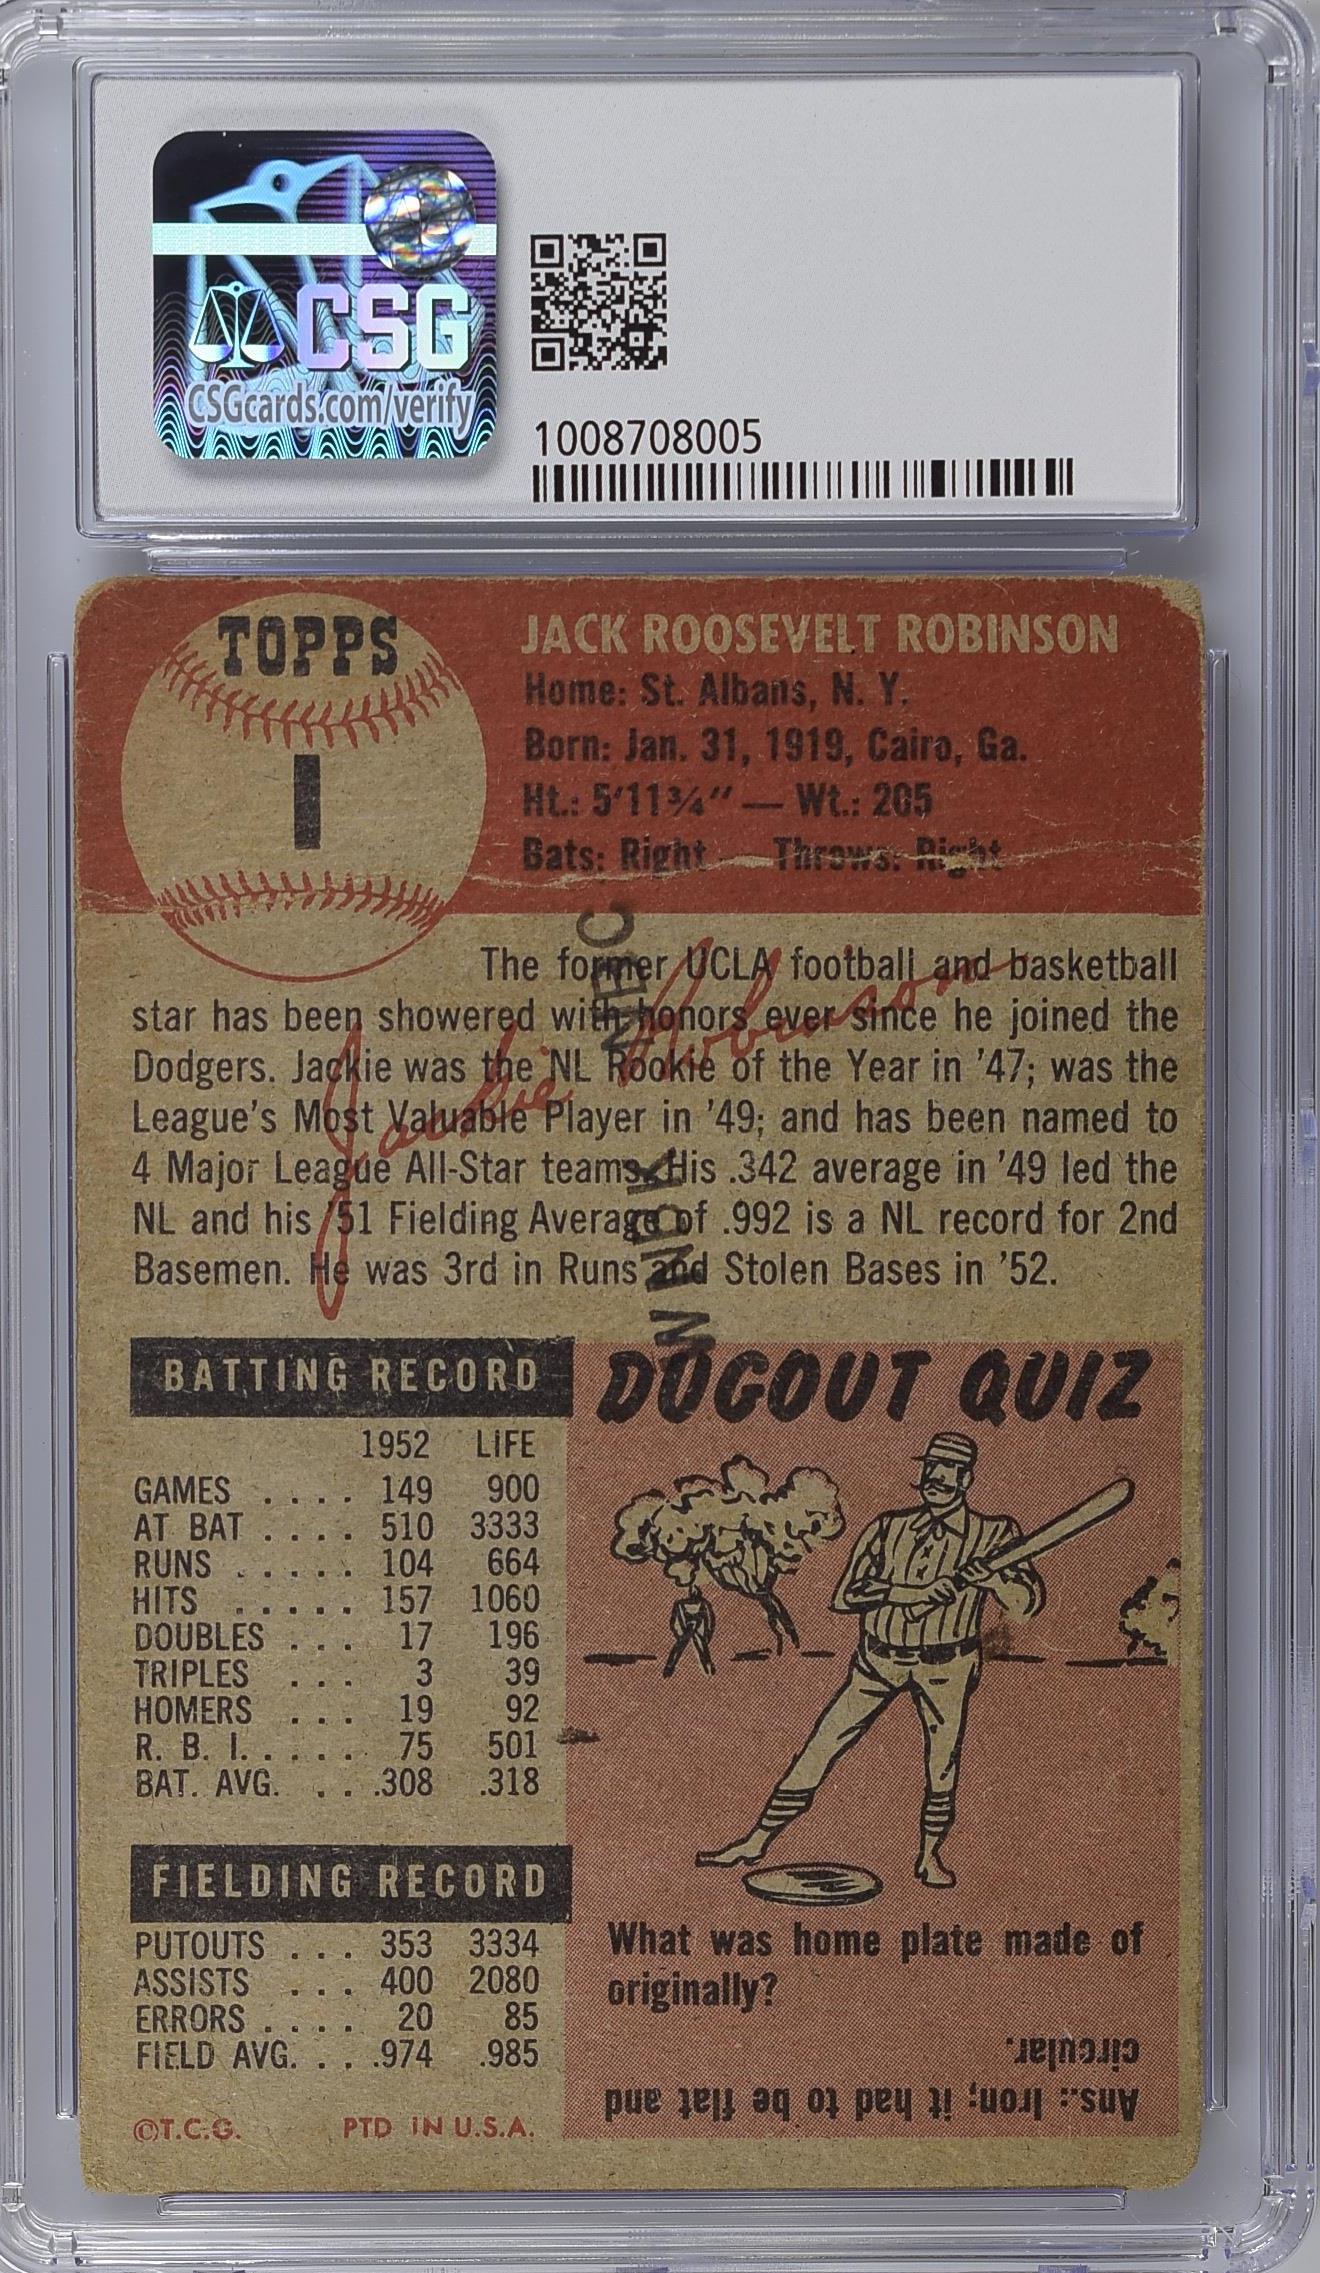 CSG
CSGcards.com/verify
1008708005
TOPPS
1
JACK ROOSEVELT ROBINSON
Home: St. Albans, N. Y.
Born: Jan. 31, 1919, Cairo, Ga.
Ht.: 5'11¾" — Wt.: 205
Bats: Right — Throws: Right
The former UCLA football and basketball
star has been showered with honors ever since he joined the
Dodgers. Jackie was the NL Rookie of the Year in '47; was the
League's Most Valuable Player in '49; and has been named to
4 Major League All-Star teams. His .342 average in '49 led the
NL and his '51 Fielding Average of .992 is a NL record for 2nd
Basemen. He was 3rd in Runs and Stolen Bases in '52.
Jackie Robinson
BATTING RECORD
1952 LIFE
GAMES .... 149 900
AT BAT .... 510 3333
RUNS ..... 104 664
HITS ..... 157 1060
DOUBLES ... 17 196
TRIPLES ... 3 39
HOMERS ... 19 92
R. B. I. .... 75 501
BAT. AVG. .. .308 .318
FIELDING RECORD
PUTOUTS ... 353 3334
ASSISTS ... 400 2080
ERRORS .... 20 85
FIELD AVG. .. .974 .985
©T.C.G. PTD IN U.S.A.
DUGOUT QUIZ
What was home plate made of
originally?
Ans.: Iron; it had to be flat and
circular.